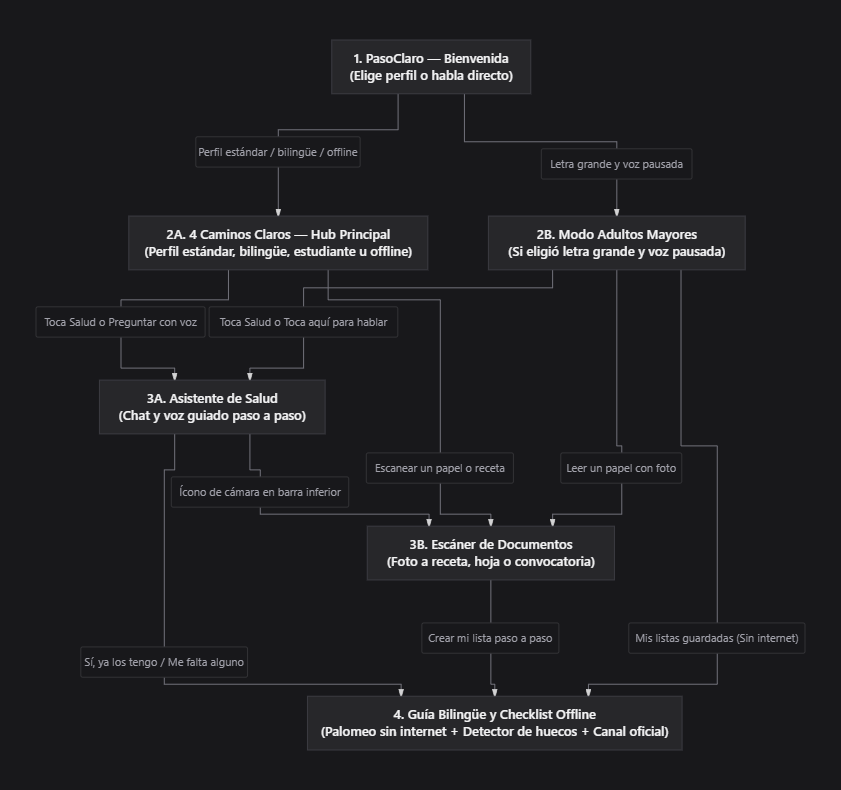 1. PasoClaro — Bienvenida
(Elige perfil o habla directo)
Perfil estándar / bilingüe / offline
Letra grande y voz pausada
2A. 4 Caminos Claros — Hub Principal
(Perfil estándar, bilingüe, estudiante u offline)
2B. Modo Adultos Mayores
(Si eligió letra grande y voz pausada)
Toca Salud o Preguntar con voz
Toca Salud o Toca aquí para hablar
3A. Asistente de Salud
(Chat y voz guiado paso a paso)
Escanear un papel o receta
Leer un papel con foto
Ícono de cámara en barra inferior
3B. Escáner de Documentos
(Foto a receta, hoja o convocatoria)
Crear mi lista paso a paso
Mis listas guardadas (Sin internet)
Sí, ya los tengo / Me falta alguno
4. Guía Bilingüe y Checklist Offline
(Palomeo sin internet + Detector de huecos + Canal oficial)